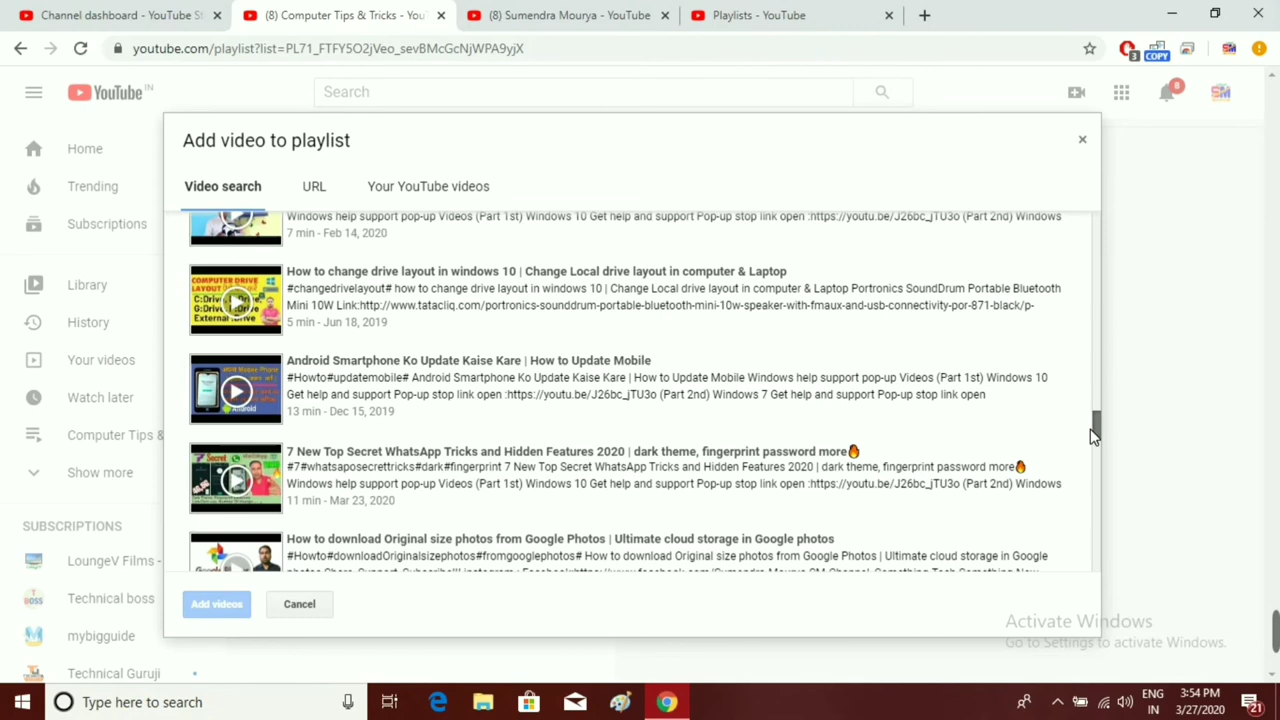 Channel dashboard - YouTube St
(8) Computer Tips & Tricks - You
(8) Sumendra Mourya - YouTube
Playlists - YouTube
youtube.com/playlist?list=PL71_FTFY5O2jVeo_sevBMcGcNjWPA9yjX
3
COPY
YouTube IN
Search
8
SM
Home
Trending
Subscriptions
Library
History
Your videos
Watch later
Computer Tips &
Show more
SUBSCRIPTIONS
LoungeV Films -
Technical boss
mybigguide
Technical Guruji
Add video to playlist
Video search
URL
Your YouTube videos
Windows help support pop-up Videos (Part 1st) Windows 10 Get help and support Pop-up stop link open :https://youtu.be/J26bc_jTU3o (Part 2nd) Windows
7 min - Feb 14, 2020
How to change drive layout in windows 10 | Change Local drive layout in computer & Laptop
#changedrivelayout# how to change drive layout in windows 10 | Change Local drive layout in computer & Laptop Portronics SoundDrum Portable Bluetooth
Mini 10W Link:http://www.tatacliq.com/portronics-sounddrum-portable-bluetooth-mini-10w-speaker-with-fmaux-and-usb-connectivity-por-871-black/p-
5 min - Jun 18, 2019
COMPUTER DRIVE
LAYOUT
Android Smartphone Ko Update Kaise Kare | How to Update Mobile
#Howto#updatemobile# Android Smartphone Ko Update Kaise Kare | How to Update Mobile Windows help support pop-up Videos (Part 1st) Windows 10
Get help and support Pop-up stop link open :https://youtu.be/J26bc_jTU3o (Part 2nd) Windows 7 Get help and support Pop-up stop link open
13 min - Dec 15, 2019
7 New Top Secret WhatsApp Tricks and Hidden Features 2020 | dark theme, fingerprint password more🔥
#7#whatsaposecrettricks#dark#fingerprint 7 New Top Secret WhatsApp Tricks and Hidden Features 2020 | dark theme, fingerprint password more🔥
Windows help support pop-up Videos (Part 1st) Windows 10 Get help and support Pop-up stop link open :https://youtu.be/J26bc_jTU3o (Part 2nd) Windows
11 min - Mar 23, 2020
How to download Original size photos from Google Photos | Ultimate cloud storage in Google photos
#Howto#downloadOriginalsizephotos#fromgooglephotos# How to download Original size photos from Google Photos | Ultimate cloud storage in Google
Add videos
Cancel
Activate Windows
Go to Settings to activate Windows.
Type here to search
ENG
IN
3:54 PM
3/27/2020
21